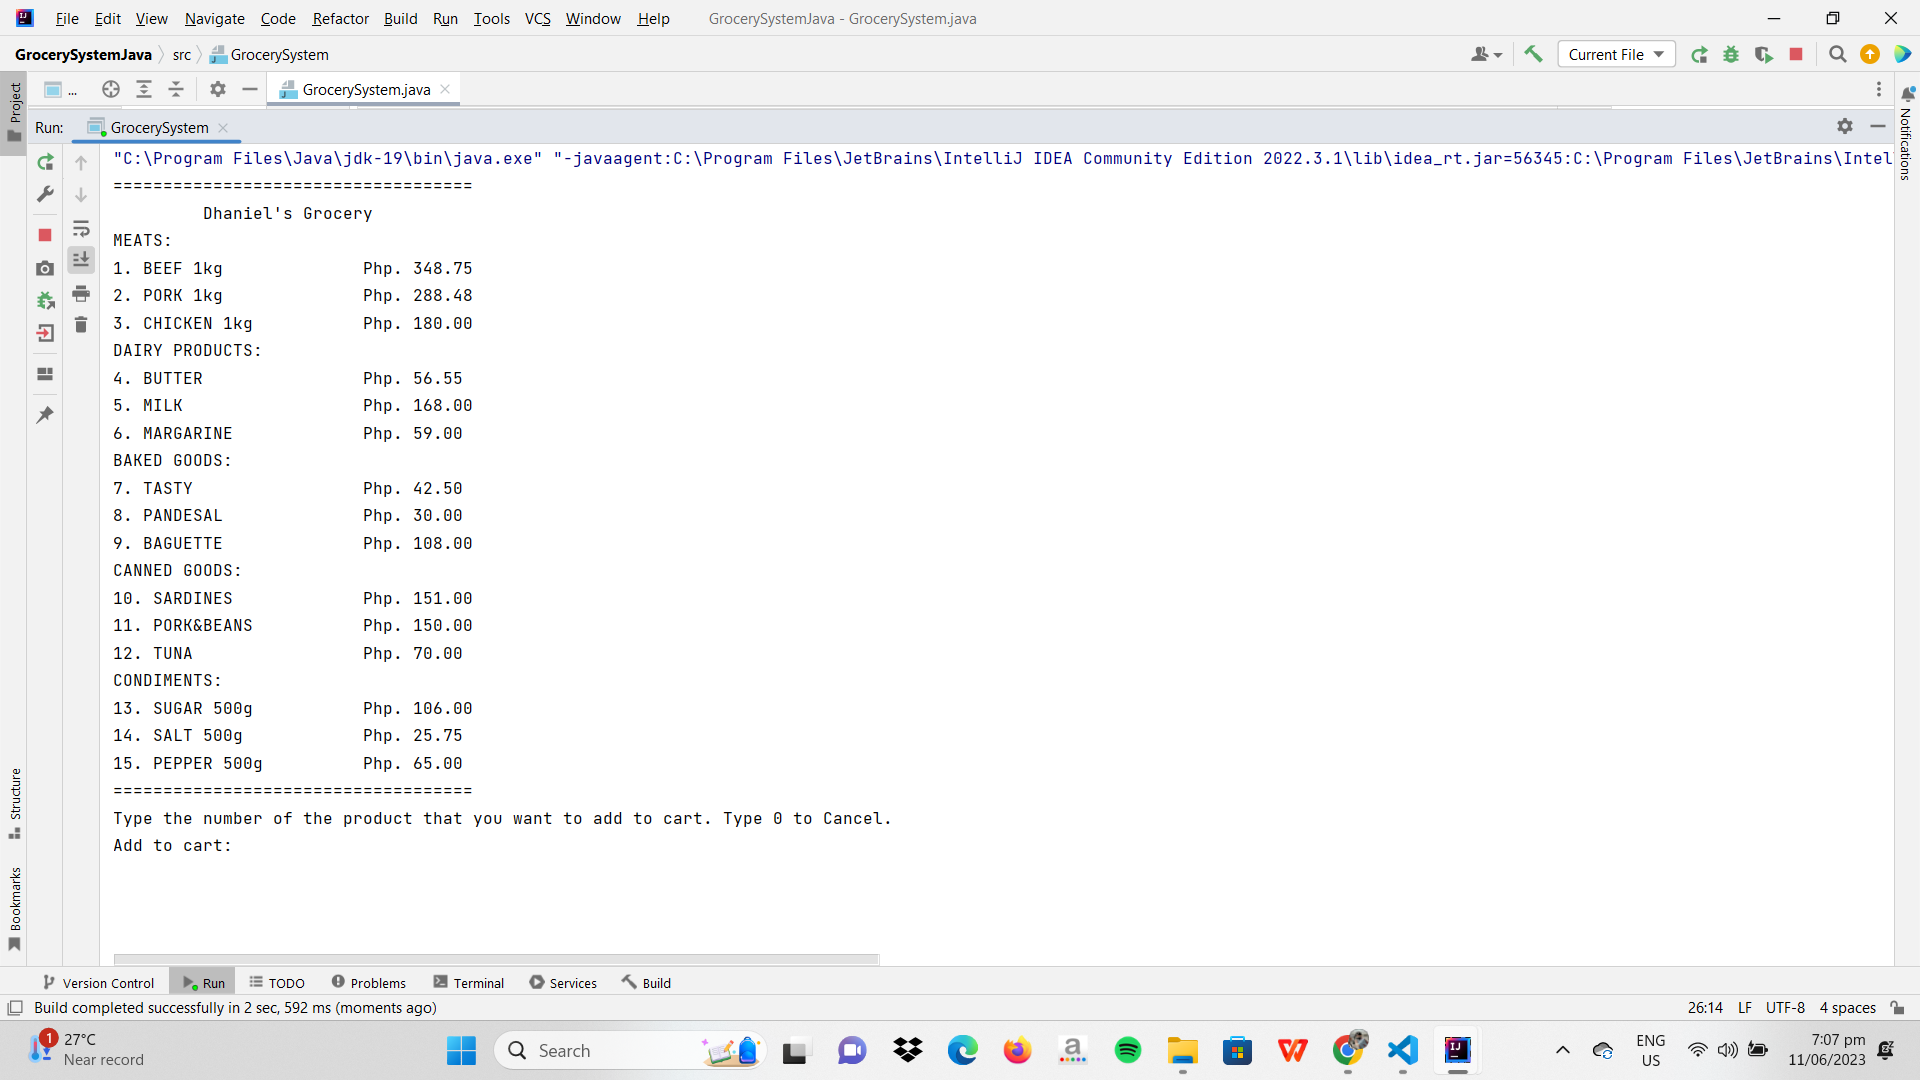 File Edit View Navigate Code Refactor Build Run Tools VCS Window Help GrocerySystemJava - GrocerySystem.java
GrocerySystemJava src GrocerySystem Current File
Project ... GrocerySystem.java
Notifications
Run: GrocerySystem
"C:\Program Files\Java\jdk-19\bin\java.exe" "-javaagent:C:\Program Files\JetBrains\IntelliJ IDEA Community Edition 2022.3.1\lib\idea_rt.jar=56345:C:\Program Files\JetBrains\Intel
====================================
Dhaniel's Grocery
MEATS:
1. BEEF 1kg Php. 348.75
2. PORK 1kg Php. 288.48
3. CHICKEN 1kg Php. 180.00
DAIRY PRODUCTS:
4. BUTTER Php. 56.55
5. MILK Php. 168.00
6. MARGARINE Php. 59.00
BAKED GOODS:
7. TASTY Php. 42.50
8. PANDESAL Php. 30.00
9. BAGUETTE Php. 108.00
CANNED GOODS:
10. SARDINES Php. 151.00
11. PORK&BEANS Php. 150.00
12. TUNA Php. 70.00
CONDIMENTS:
13. SUGAR 500g Php. 106.00
14. SALT 500g Php. 25.75
15. PEPPER 500g Php. 65.00
====================================
Type the number of the product that you want to add to cart. Type 0 to Cancel.
Add to cart:
Structure
Bookmarks
Version Control Run TODO Problems Terminal Services Build
Build completed successfully in 2 sec, 592 ms (moments ago) 26:14 LF UTF-8 4 spaces
1 27°C
Near record
Search
ENG
US
7:07 pm
11/06/2023